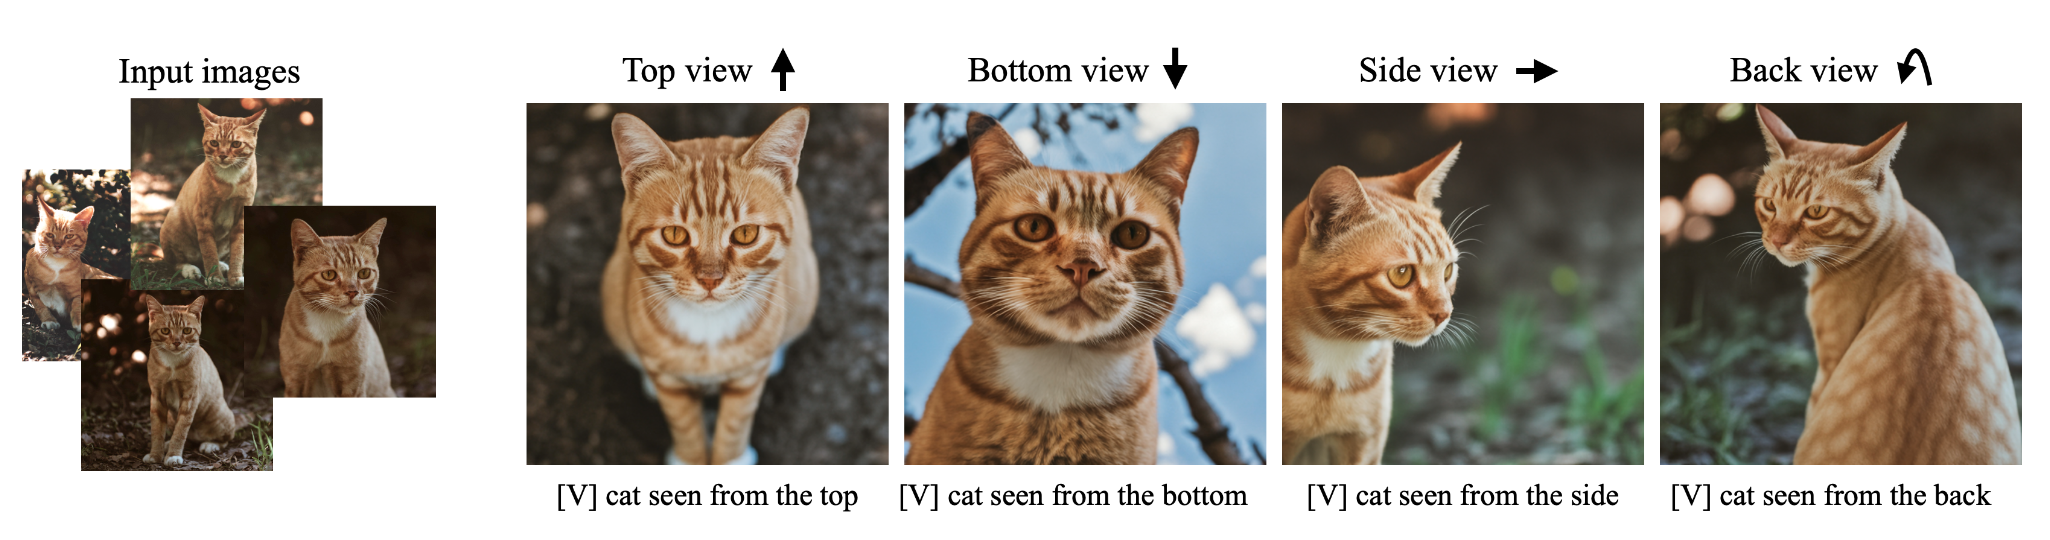 Input images
Top view
Bottom view
Side view
Back view
[V] cat seen from the top
[V] cat seen from the bottom
[V] cat seen from the side
[V] cat seen from the back